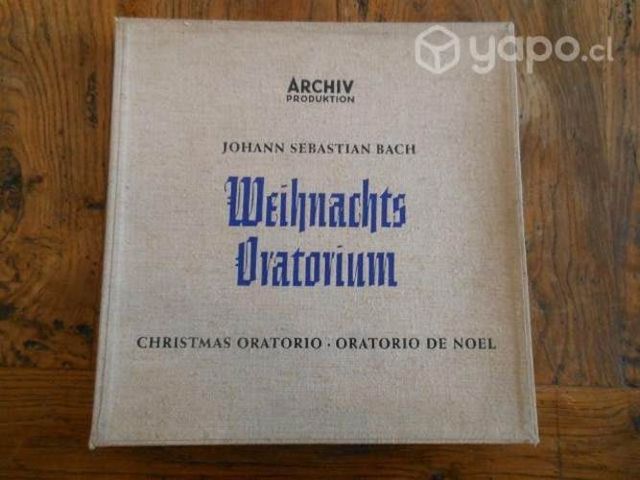 yapo.cl
ARCHIV
PRODUKTION
JOHANN SEBASTIAN BACH
Weihnachts
Oratorium
CHRISTMAS ORATORIO · ORATORIO DE NOEL